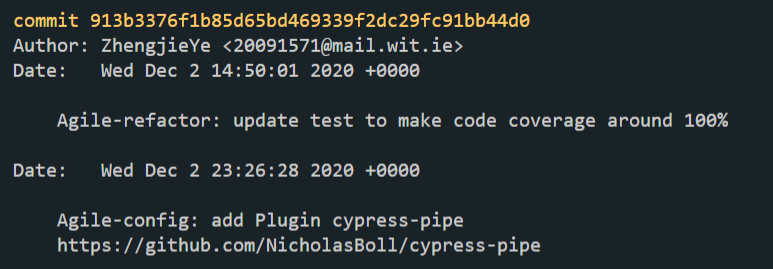 commit 913b3376f1b85d65bd469339f2dc29fc91bb44d0
Author: ZhengjieYe <20091571@mail.wit.ie>
Date:   Wed Dec 2 14:50:01 2020 +0000
Agile-refactor: update test to make code coverage around 100%
Date:   Wed Dec 2 23:26:28 2020 +0000
Agile-config: add Plugin cypress-pipe
https://github.com/NicholasBoll/cypress-pipe